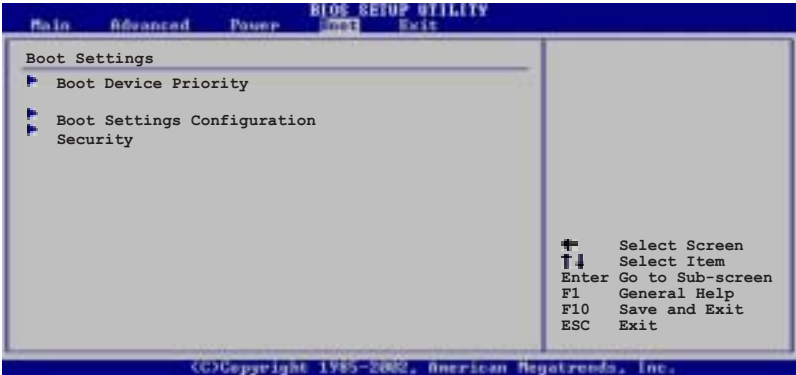 BIOS SETUP UTILITY
Main Advanced Power Boot Exit
Boot Settings
Boot Device Priority
Boot Settings Configuration
Security
Select Screen
Select Item
Enter Go to Sub-screen
F1 General Help
F10 Save and Exit
ESC Exit
(C)Copyright 1985-2002, American Megatrends, Inc.